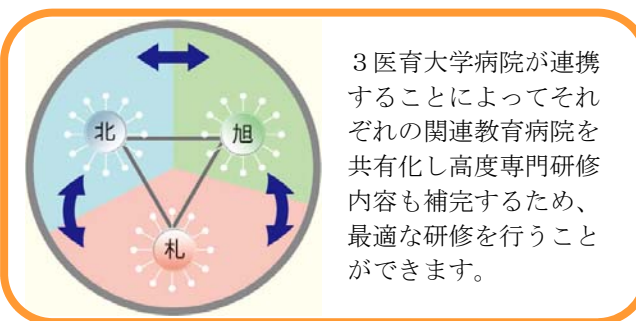 北
旭
札
３医育大学病院が連携
することによってそれ
ぞれの関連教育病院を
共有化し高度専門研修
内容も補完するため、
最適な研修を行うこと
ができます。